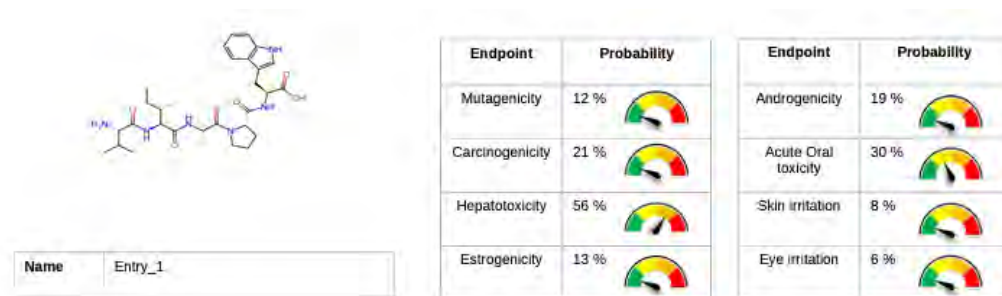 NH
O
OH
O
NH
H₂N
O
N
H
O
H
N
O
N
Name Entry_1
Endpoint Probability
Mutagenicity 12 %
Carcinogenicity 21 %
Hepatotoxicity 56 %
Estrogenicity 13 %
Endpoint Probability
Androgenicity 19 %
Acute Oral 30 %
toxicity
Skin irritation 8 %
Eye irritation 6 %